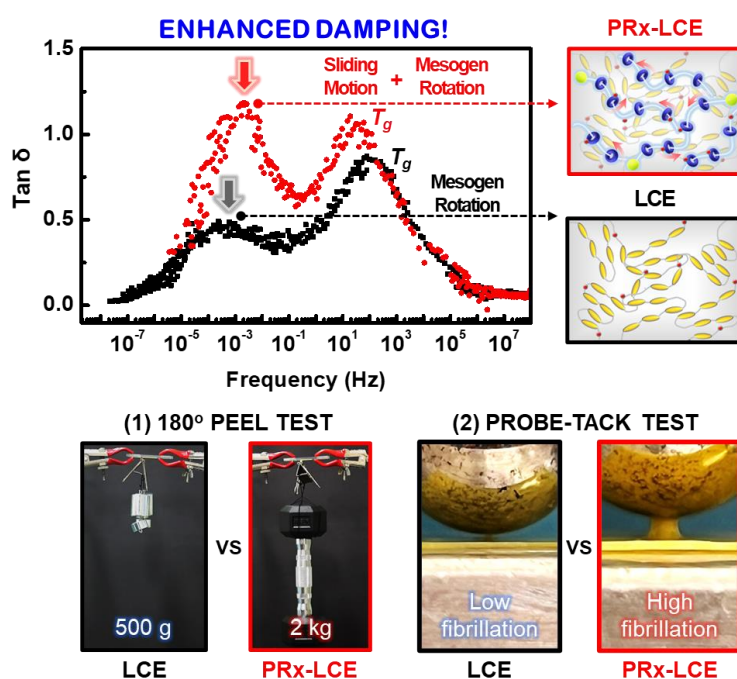 ENHANCED DAMPING!
PRx-LCE
1.5
1.0
0.5
0.0
Tan δ
Sliding Motion + Mesogen Rotation
Tg
Tg
Mesogen Rotation
LCE
10-7
10-5
10-3
10-1
101
103
105
107
Frequency (Hz)
(1) 180º PEEL TEST
(2) PROBE-TACK TEST
500 g
VS
2 kg
Low
fibrillation
VS
High
fibrillation
LCE
PRx-LCE
LCE
PRx-LCE